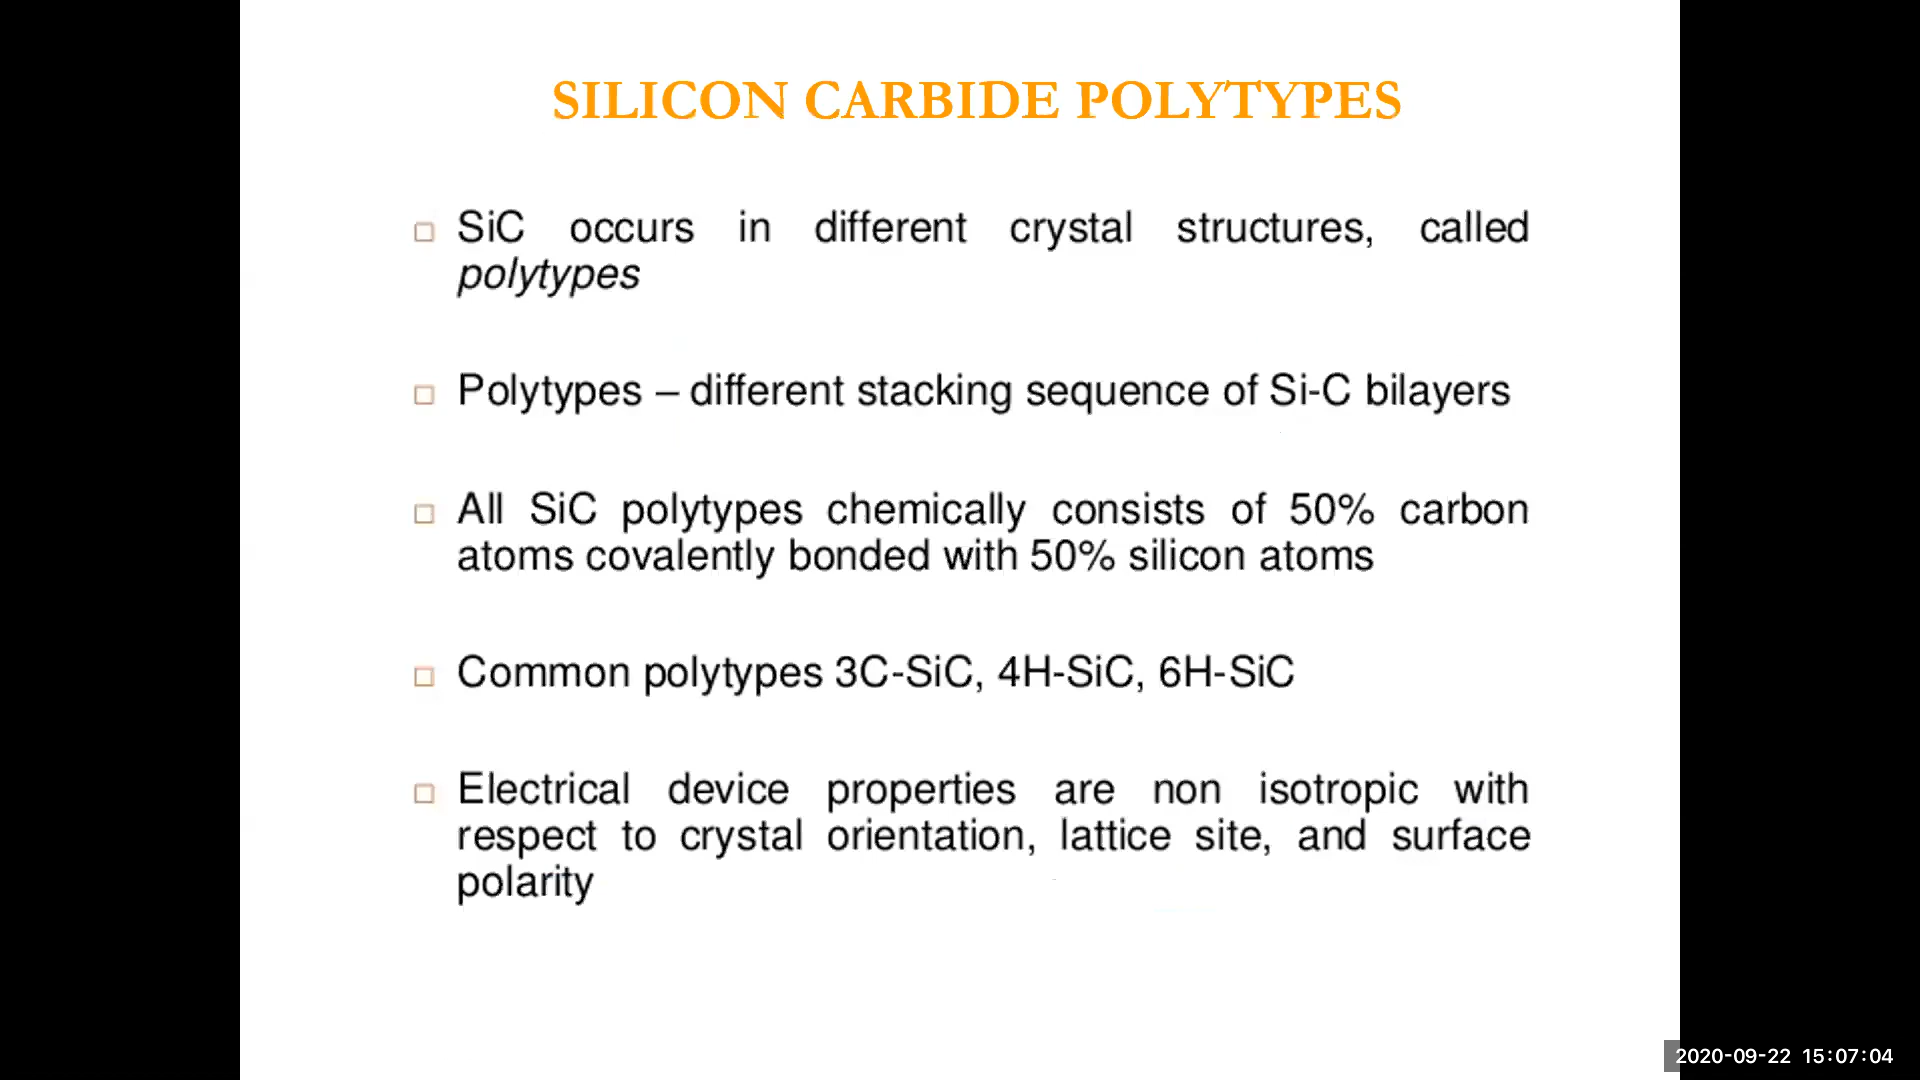 SILICON CARBIDE POLYTYPES
SiC occurs in different crystal structures, called
polytypes
Polytypes – different stacking sequence of Si-C bilayers
All SiC polytypes chemically consists of 50% carbon
atoms covalently bonded with 50% silicon atoms
Common polytypes 3C-SiC, 4H-SiC, 6H-SiC
Electrical device properties are non isotropic with
respect to crystal orientation, lattice site, and surface
polarity
2020-09-22 15:07:04